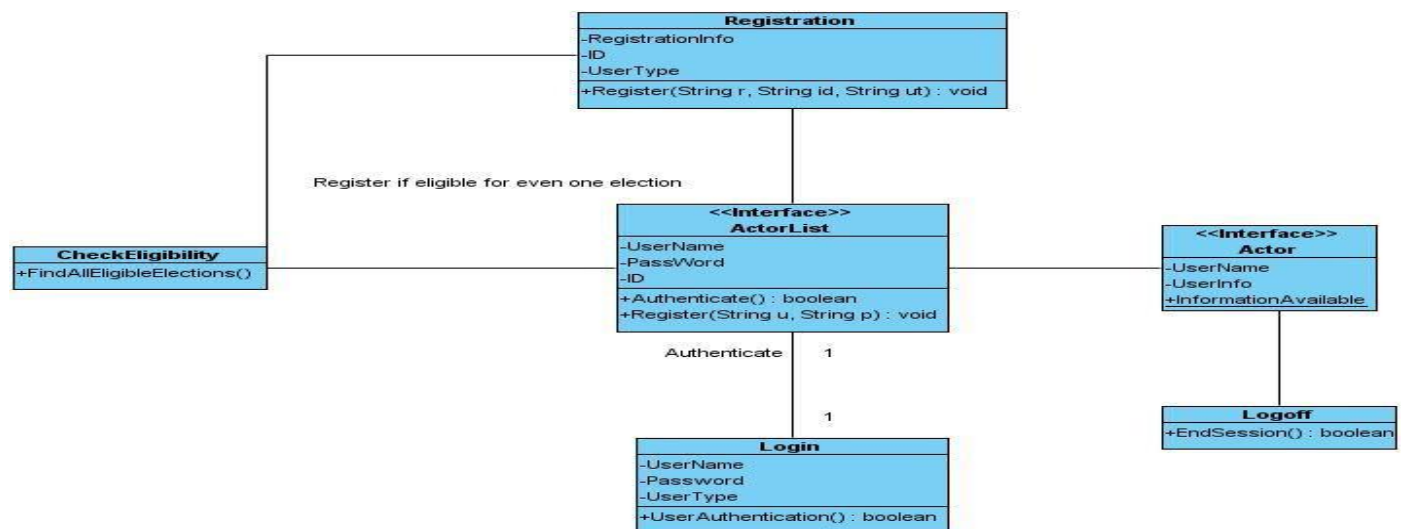 Registration
-RegistrationInfo
-ID
-UserType
+Register(String r, String id, String ut) : void
Register if eligible for even one election
<<Interface>>
ActorList
-UserName
-PassWord
-ID
+Authenticate() : boolean
+Register(String u, String p) : void
CheckEligibility
+FindAllEligibleElections()
<<Interface>>
Actor
-UserName
-UserInfo
+InformationAvailable
Authenticate 1
1
Logoff
+EndSession() : boolean
Login
-UserName
-Password
-UserType
+UserAuthentication() : boolean